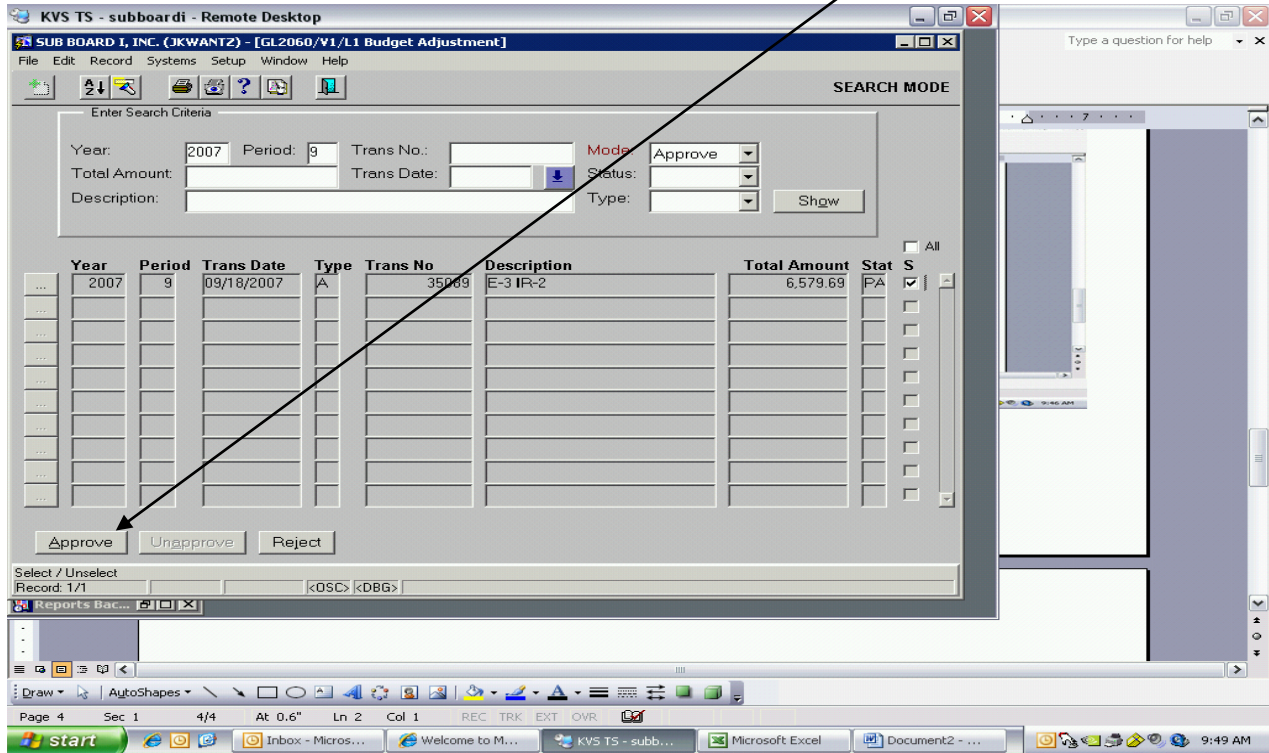 KVS TS - subboardi - Remote Desktop
SUB BOARD I, INC. (JKWANTZ) - [GL2060/V1/L1 Budget Adjustment]
Type a question for help
File Edit Record Systems Setup Window Help
SEARCH MODE
Enter Search Criteria
7
Year: 2007 Period: 9 Trans No.: Mode: Approve
Total Amount: Trans Date: Status:
Description: Type: Show
All
Year Period Trans Date Type Trans No Description Total Amount Stat S
... 2007 9 09/18/2007 A 35089 E-3 IR-2 6,579.69 PA
...
...
...
...
...
...
...
...
...
9:46 AM
Approve Unapprove Reject
Select / Unselect
Record: 1/1 <OSC> <DBG>
Reports Bac...
Draw AutoShapes
Page 4 Sec 1 4/4 At 0.6" Ln 2 Col 1 REC TRK EXT OVR
start Inbox - Micros... Welcome to M... KVS TS - subb... Microsoft Excel Document2 - ... 9:49 AM